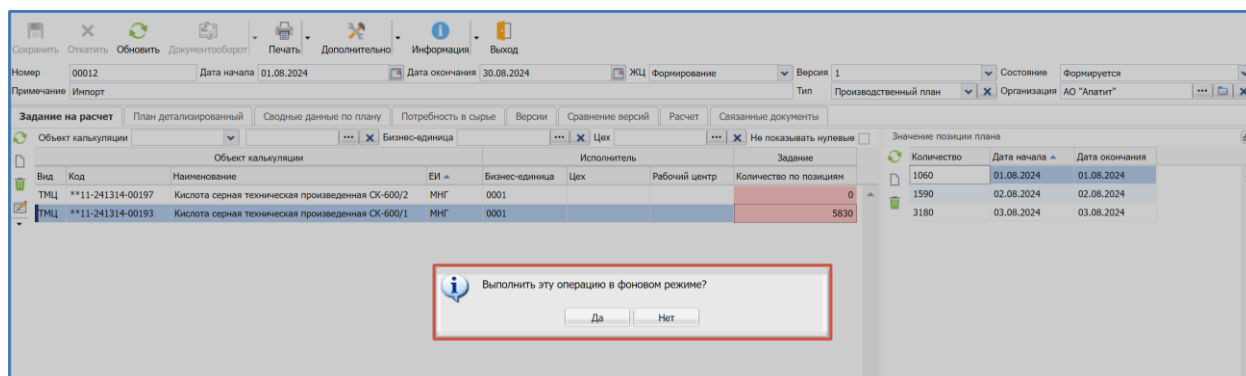 Сохранить Откатить Обновить Документооборот Печать Дополнительно Информация Выход
Номер 00012 Дата начала 01.08.2024 Дата окончания 30.08.2024 ЖЦ Формирование Версия 1 Состояние Формируется
Примечание Импорт Тип Производственный план Организация АО "Апатит"
Задание на расчет План детализированный Сводные данные по плану Потребность в сырье Версии Сравнение версий Расчет Связанные документы
Объект калькуляции Бизнес-единица Цех Не показывать нулевые Значение позиции плана
Объект калькуляции Исполнитель Задание Количество Дата начала Дата окончания
Вид Код Наименование ЕИ Бизнес-единица Цех Рабочий центр Количество по позициям 1060 01.08.2024 01.08.2024
ТМЦ **11-241314-00197 Кислота серная техническая произведенная СК-600/2 МНГ 0001 0 1590 02.08.2024 02.08.2024
ТМЦ **11-241314-00193 Кислота серная техническая произведенная СК-600/1 МНГ 0001 5830 3180 03.08.2024 03.08.2024
Выполнить эту операцию в фоновом режиме?
Да Нет